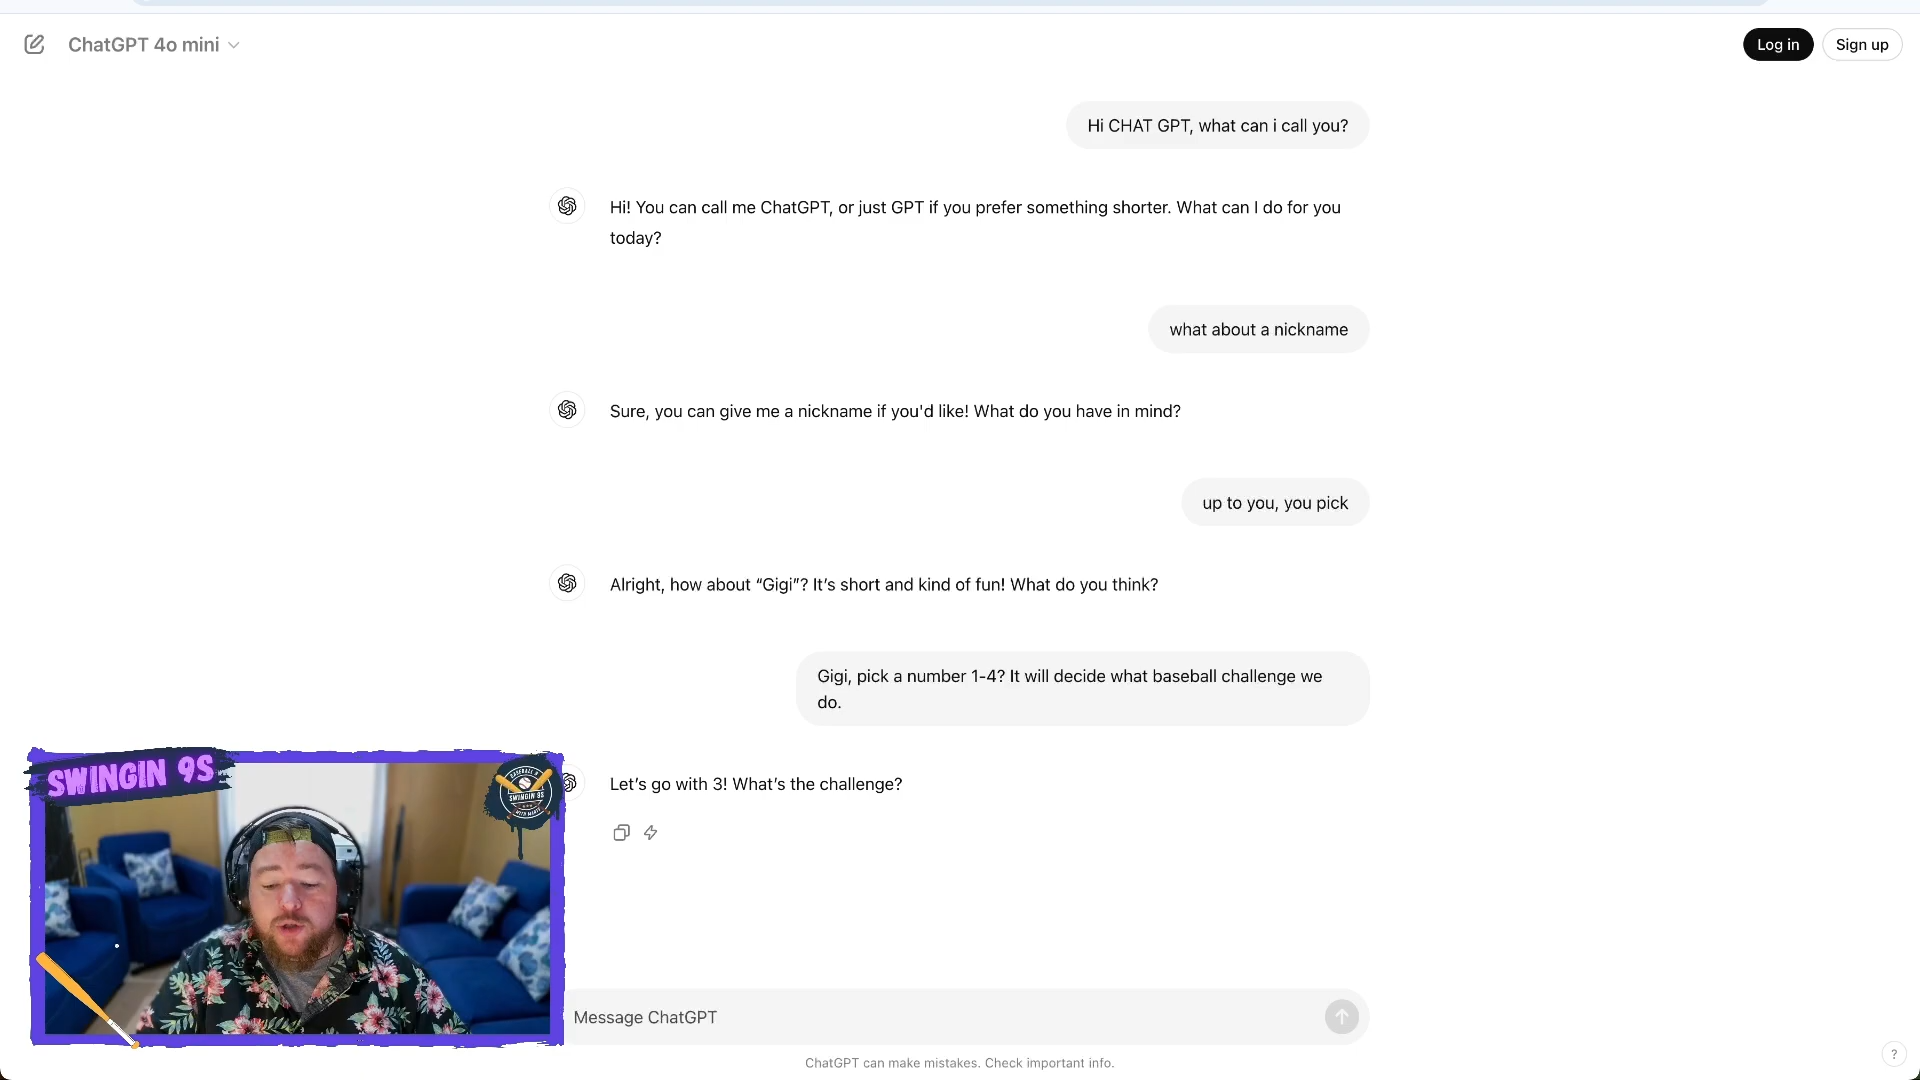 ChatGPT 4o mini
Log in
Sign up
Hi CHAT GPT, what can i call you?
Hi! You can call me ChatGPT, or just GPT if you prefer something shorter. What can I do for you
today?
what about a nickname
Sure, you can give me a nickname if you'd like! What do you have in mind?
up to you, you pick
Alright, how about “Gigi”? It’s short and kind of fun! What do you think?
Gigi, pick a number 1-4? It will decide what baseball challenge we
do.
Let’s go with 3! What’s the challenge?
SWINGIN 9S
SWINGIN 9S
Message ChatGPT
ChatGPT can make mistakes. Check important info.
?